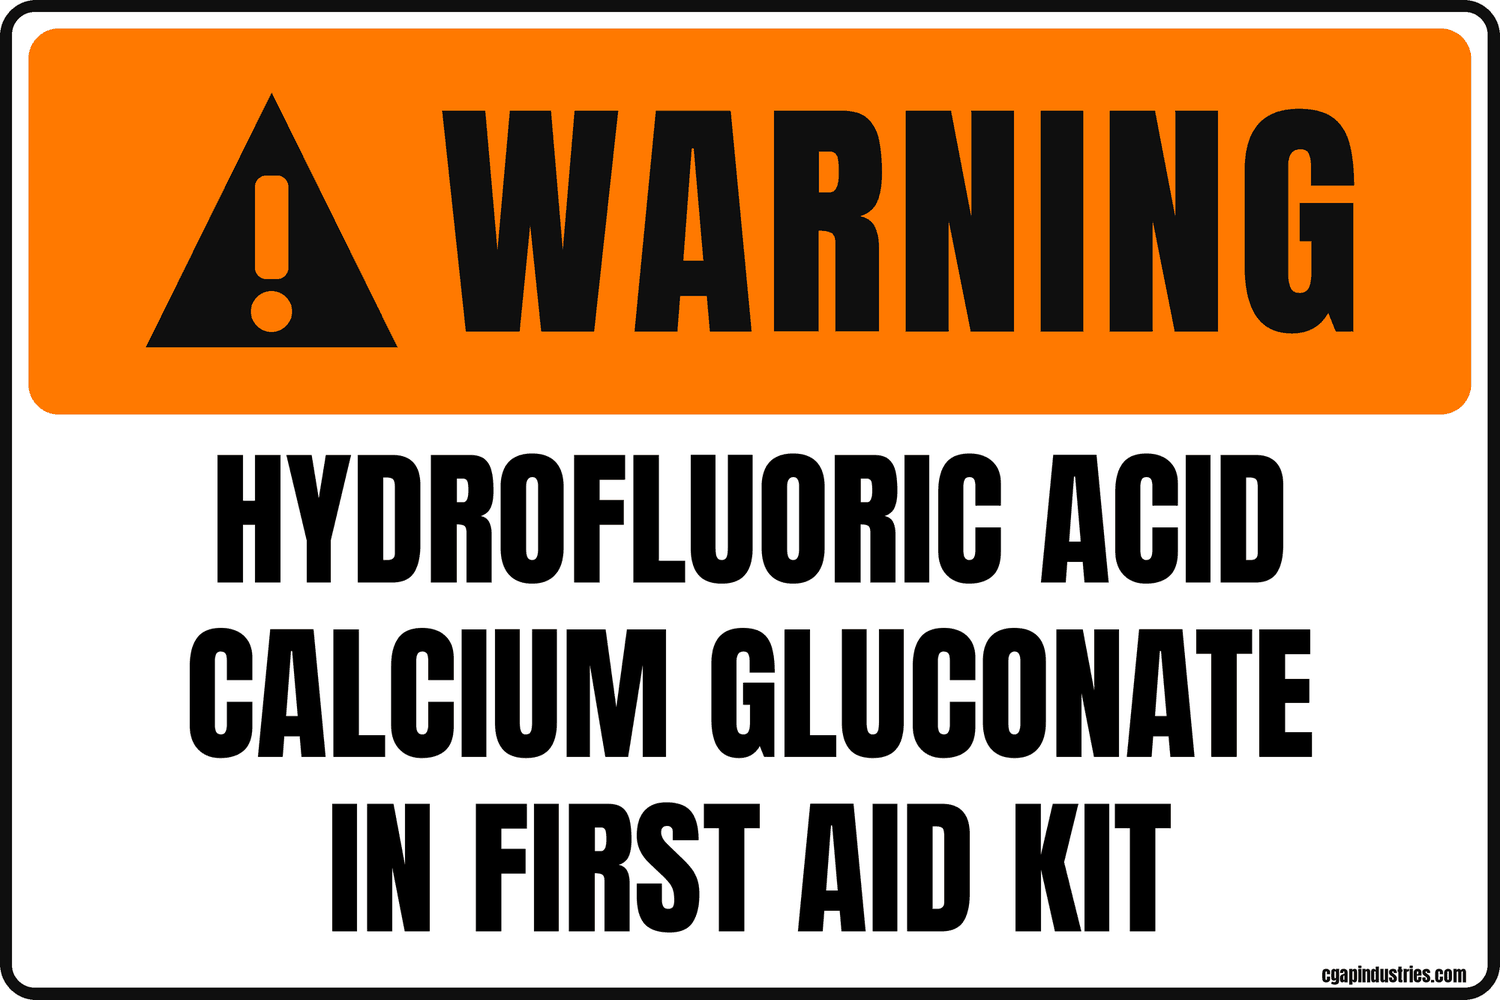 WARNING
HYDROFLUORIC ACID
CALCIUM GLUCONATE
IN FIRST AID KIT
cgapindustries.com